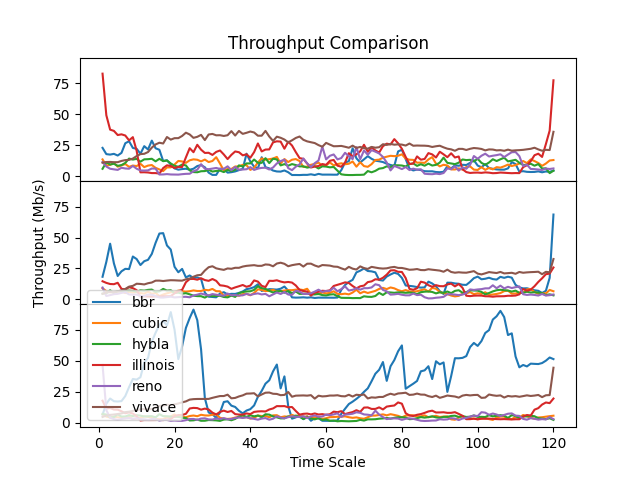 Throughput Comparison
75
50
25
0
75
50
25
0
75
50
25
0
Throughput (Mb/s)
bbr
cubic
hybla
illinois
reno
vivace
0 20 40 60 80 100 120
Time Scale